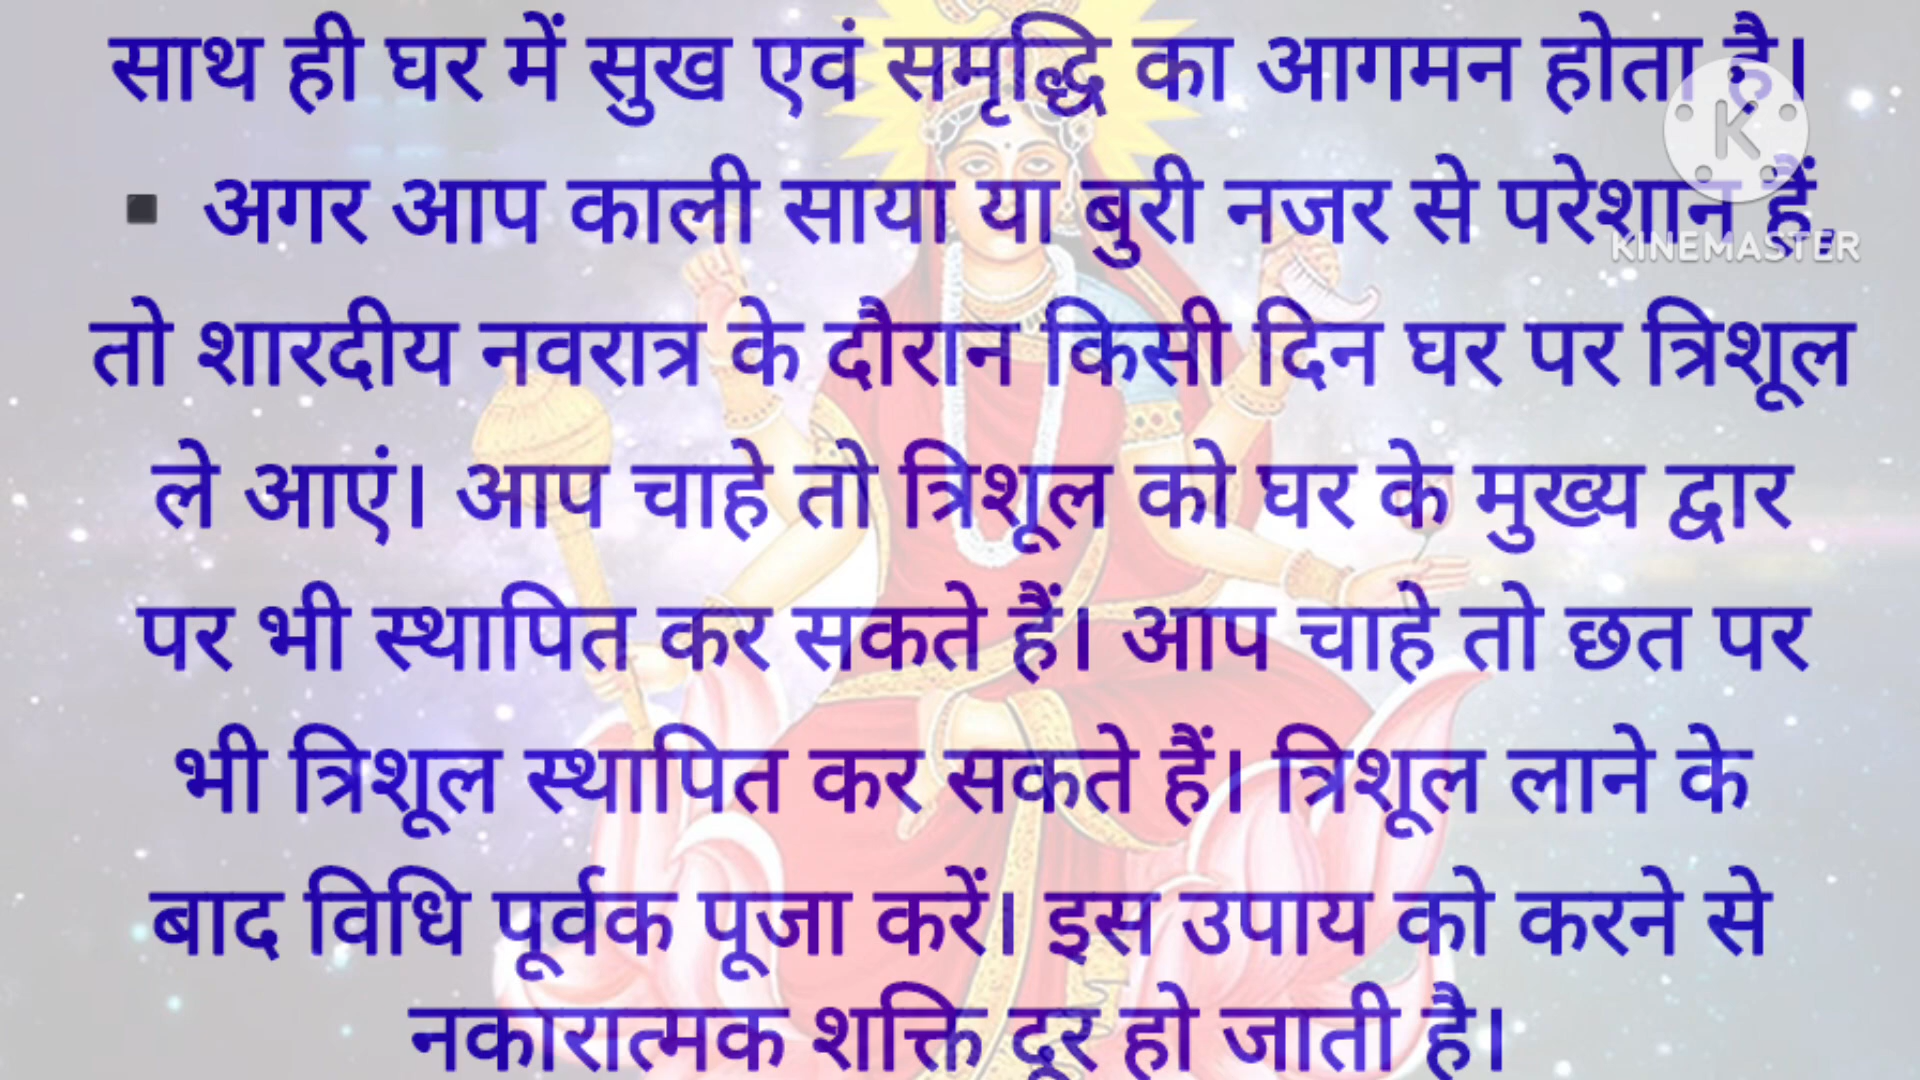 साथ ही घर में सुख एवं समृद्धि का आगमन होता है।
▪ अगर आप काली साया या बुरी नजर से परेशान हैं,
तो शारदीय नवरात्र के दौरान किसी दिन घर पर त्रिशूल
ले आएं। आप चाहे तो त्रिशूल को घर के मुख्य द्वार
पर भी स्थापित कर सकते हैं। आप चाहे तो छत पर
भी त्रिशूल स्थापित कर सकते हैं। त्रिशूल लाने के
बाद विधि पूर्वक पूजा करें। इस उपाय को करने से
नकारात्मक शक्ति दूर हो जाती है।
K
KINEMASTER